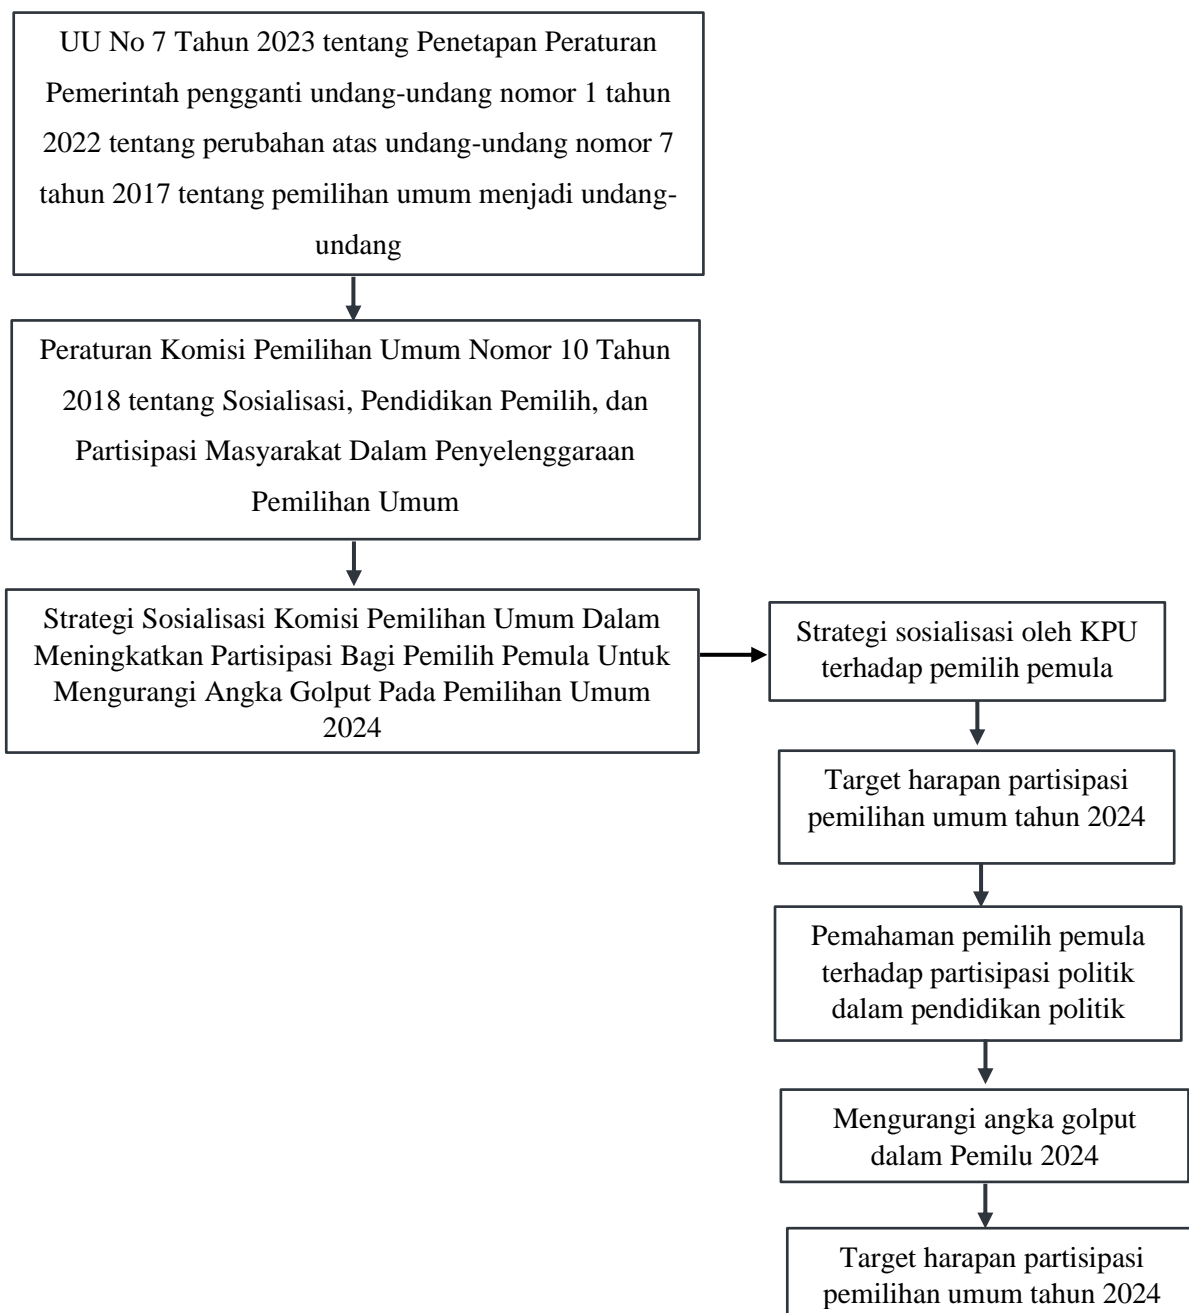 UU No 7 Tahun 2023 tentang Penetapan Peraturan
Pemerintah pengganti undang-undang nomor 1 tahun
2022 tentang perubahan atas undang-undang nomor 7
tahun 2017 tentang pemilihan umum menjadi undang-
undang
Peraturan Komisi Pemilihan Umum Nomor 10 Tahun
2018 tentang Sosialisasi, Pendidikan Pemilih, dan
Partisipasi Masyarakat Dalam Penyelenggaraan
Pemilihan Umum
Strategi Sosialisasi Komisi Pemilihan Umum Dalam
Meningkatkan Partisipasi Bagi Pemilih Pemula Untuk
Mengurangi Angka Golput Pada Pemilihan Umum
2024
Strategi sosialisasi oleh KPU
terhadap pemilih pemula
Target harapan partisipasi
pemilihan umum tahun 2024
Pemahaman pemilih pemula
terhadap partisipasi politik
dalam pendidikan politik
Mengurangi angka golput
dalam Pemilu 2024
Target harapan partisipasi
pemilihan umum tahun 2024